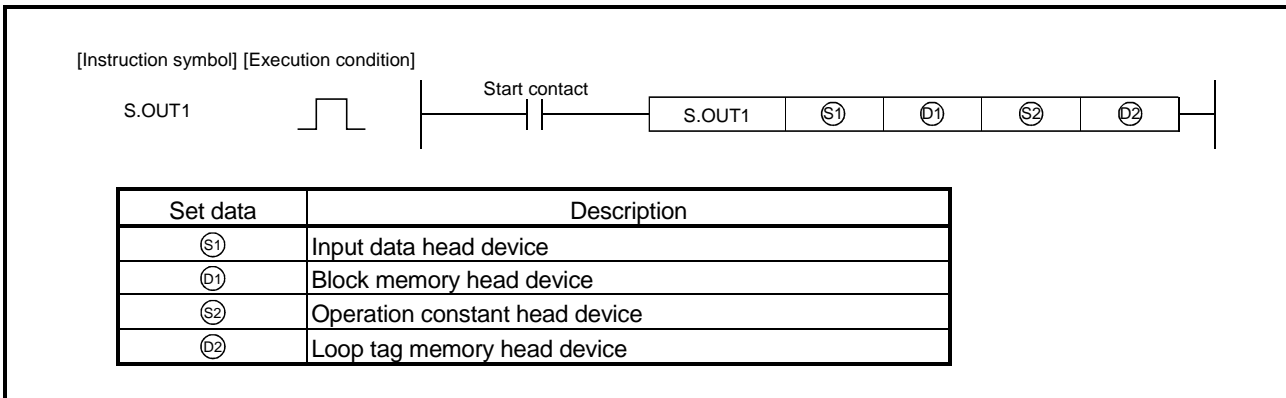 [Instruction symbol] [Execution condition]
Start contact
S.OUT1 S.OUT1 S1 D1 S2 D2
Set data Description
S1 Input data head device
D1 Block memory head device
S2 Operation constant head device
D2 Loop tag memory head device